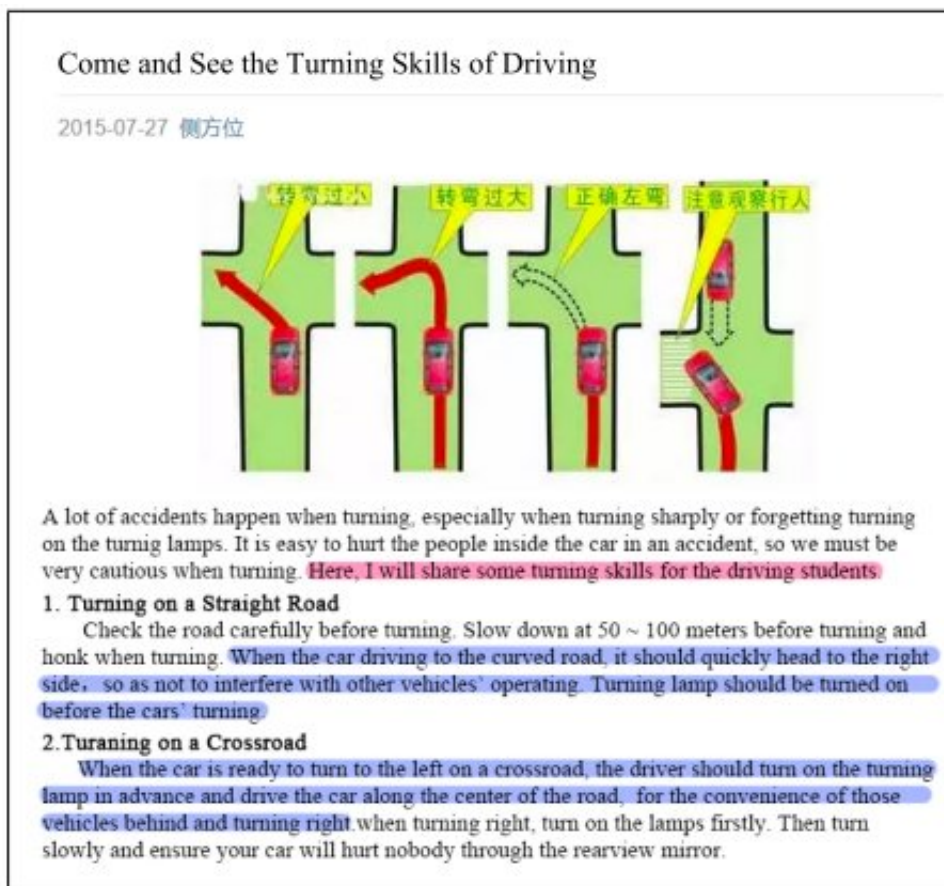 Come and See the Turning Skills of Driving
2015-07-27 侧方位
转弯过小 转弯过大 正确左弯 注意观察行人
A lot of accidents happen when turning, especially when turning sharply or forgetting turning
on the turnig lamps. It is easy to hurt the people inside the car in an accident, so we must be
very cautious when turning. Here, I will share some turning skills for the driving students.
1. Turning on a Straight Road
Check the road carefully before turning. Slow down at 50 ~ 100 meters before turning and
honk when turning. When the car driving to the curved road, it should quickly head to the right
side，so as not to interfere with other vehicles` operating. Turning lamp should be turned on
before the cars` turning.
2.Turaning on a Crossroad
When the car is ready to turn to the left on a crossroad, the driver should turn on the turning
lamp in advance and drive the car along the center of the road, for the convenience of those
vehicles behind and turning right.when turning right, turn on the lamps firstly. Then turn
slowly and ensure your car will hurt nobody through the rearview mirror.